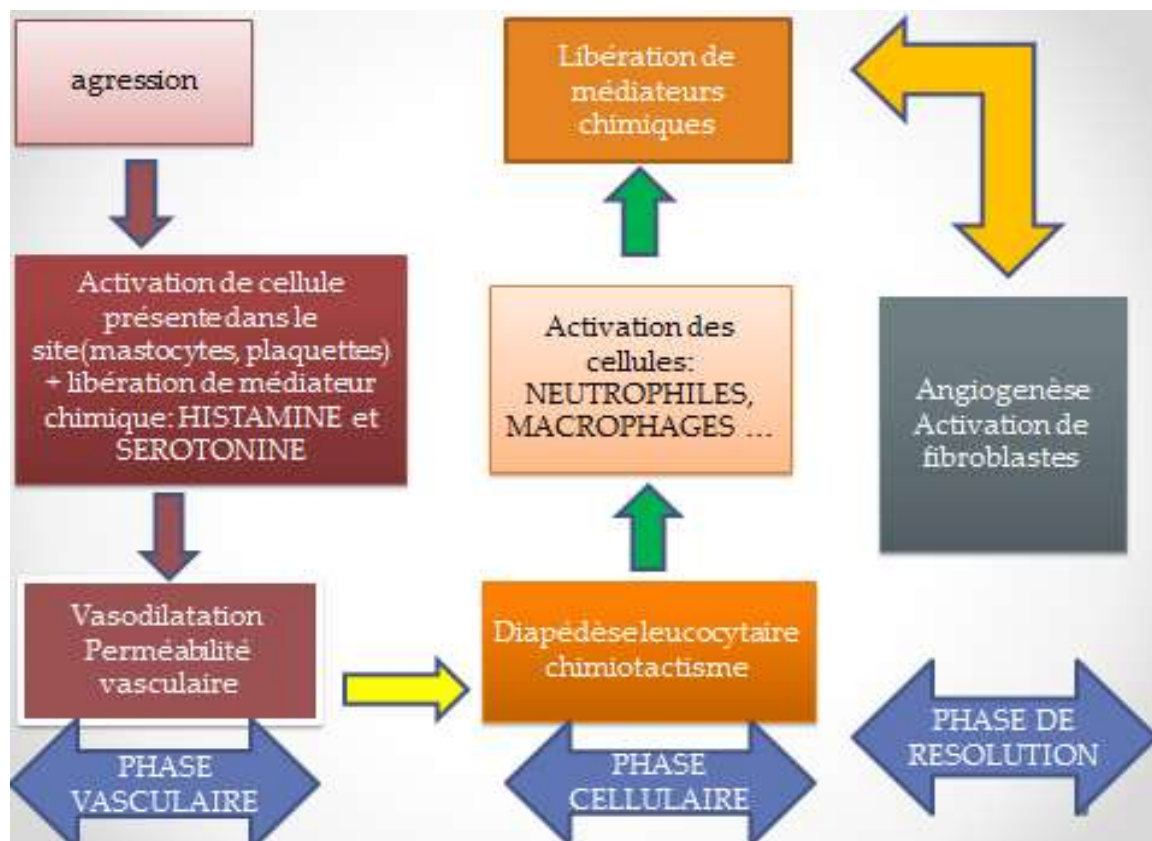 agression
Activation de cellule
présente dans le
site(mastocytes, plaquettes)
+ libération de médiateur
chimique: HISTAMINE et
SEROTONINE
Vasodilatation
Perméabilité
vasculaire
PHASE
VASCULAIRE
Libération de
médiateurs
chimiques
Activation des
cellules:
NEUTROPHILES,
MACROPHAGES ...
Diapédèse leucocytaire
chimiotactisme
PHASE
CELLULAIRE
Angiogenèse
Activation de
fibroblastes
PHASE DE
RESOLUTION